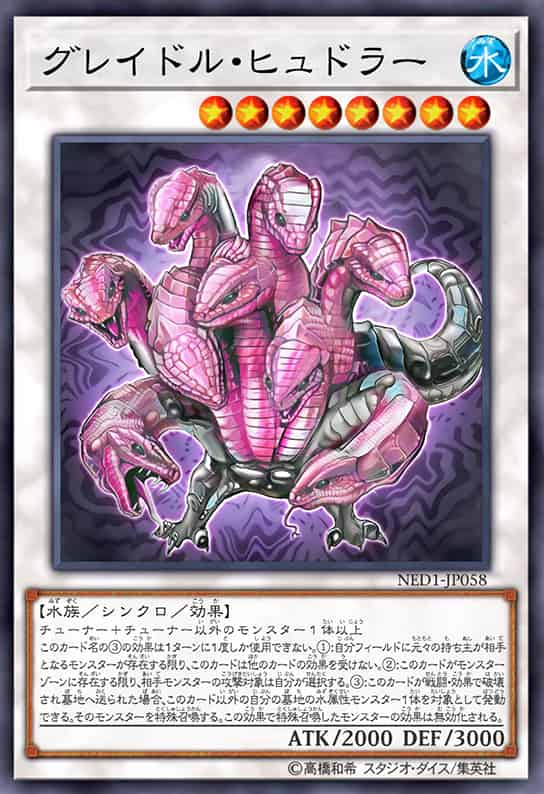 グレイドル・ヒュドラー
水
NED1-JP058
【水族／シンクロ／効果】
チューナー＋チューナー以外のモンスター１体以上
このカード名の③の効果は1ターンに1度しか使用できない。①:自分フィールドに元々の持ち主が相手
となるモンスターが存在する限り、このカードは他のカードの効果を受けない。②:このカードがモンスター
ゾーンに存在する限り、相手モンスターの攻撃対象は自分が選択する。③:このカードが戦闘・効果で破壊
され墓地へ送られた場合、このカード以外の自分の墓地の水属性モンスター1体を対象として発動
できる。そのモンスターを特殊召喚する。この効果で特殊召喚したモンスターの効果は無効化される。
ATK/2000 DEF/3000
©高橋和希 スタジオ・ダイス/集英社